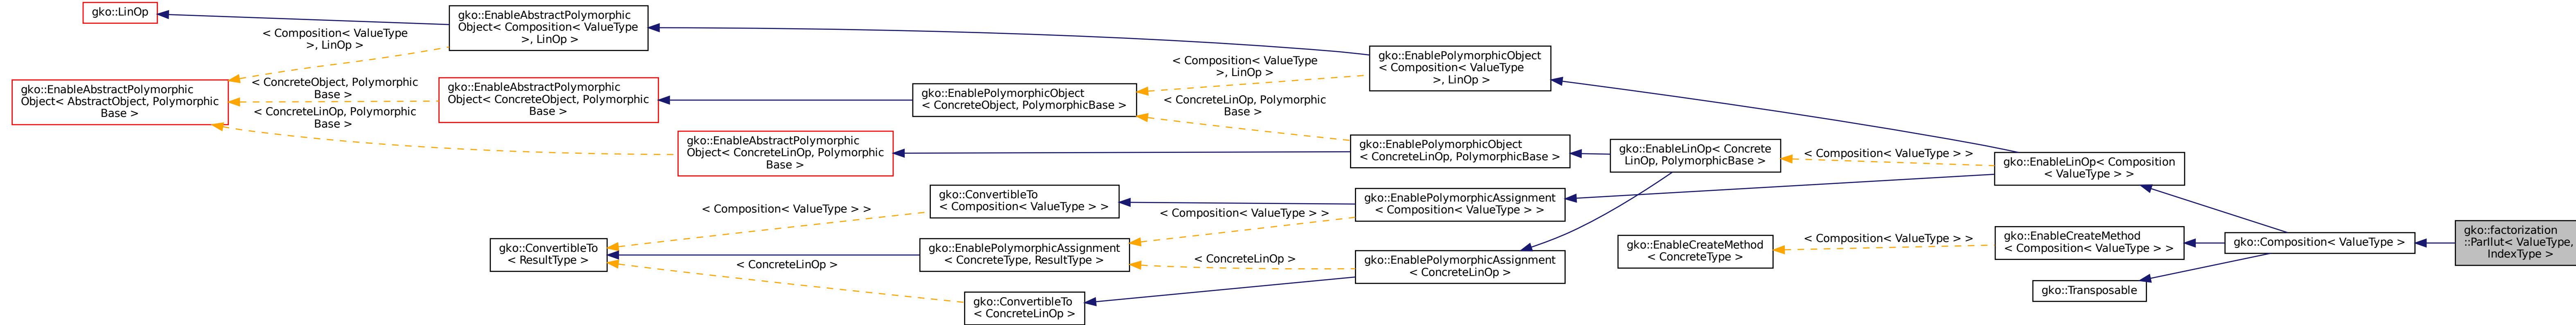 gko::LinOp
gko::EnableAbstractPolymorphic
Object< Composition< ValueType
>, LinOp >
< Composition< ValueType
>, LinOp >
gko::EnableAbstractPolymorphic
Object< AbstractObject, Polymorphic
Base >
< ConcreteObject, Polymorphic
Base >
< ConcreteLinOp, Polymorphic
Base >
gko::EnableAbstractPolymorphic
Object< ConcreteObject, Polymorphic
Base >
gko::EnableAbstractPolymorphic
Object< ConcreteLinOp, Polymorphic
Base >
gko::EnablePolymorphicObject
< ConcreteObject, PolymorphicBase >
< Composition< ValueType
>, LinOp >
< ConcreteLinOp, Polymorphic
Base >
gko::EnablePolymorphicObject
< Composition< ValueType
>, LinOp >
gko::EnablePolymorphicObject
< ConcreteLinOp, PolymorphicBase >
gko::EnableLinOp< Concrete
LinOp, PolymorphicBase >
< Composition< ValueType > >
gko::EnableLinOp< Composition
< ValueType > >
gko::ConvertibleTo
< ResultType >
< Composition< ValueType > >
< ConcreteLinOp >
gko::ConvertibleTo
< Composition< ValueType > >
gko::EnablePolymorphicAssignment
< ConcreteType, ResultType >
gko::ConvertibleTo
< ConcreteLinOp >
< Composition< ValueType > >
< ConcreteLinOp >
gko::EnablePolymorphicAssignment
< Composition< ValueType > >
gko::EnablePolymorphicAssignment
< ConcreteLinOp >
gko::EnableCreateMethod
< ConcreteType >
< Composition< ValueType > >
gko::EnableCreateMethod
< Composition< ValueType > >
gko::Transposable
gko::Composition< ValueType >
gko::factorization
::ParIlut< ValueType,
IndexType >